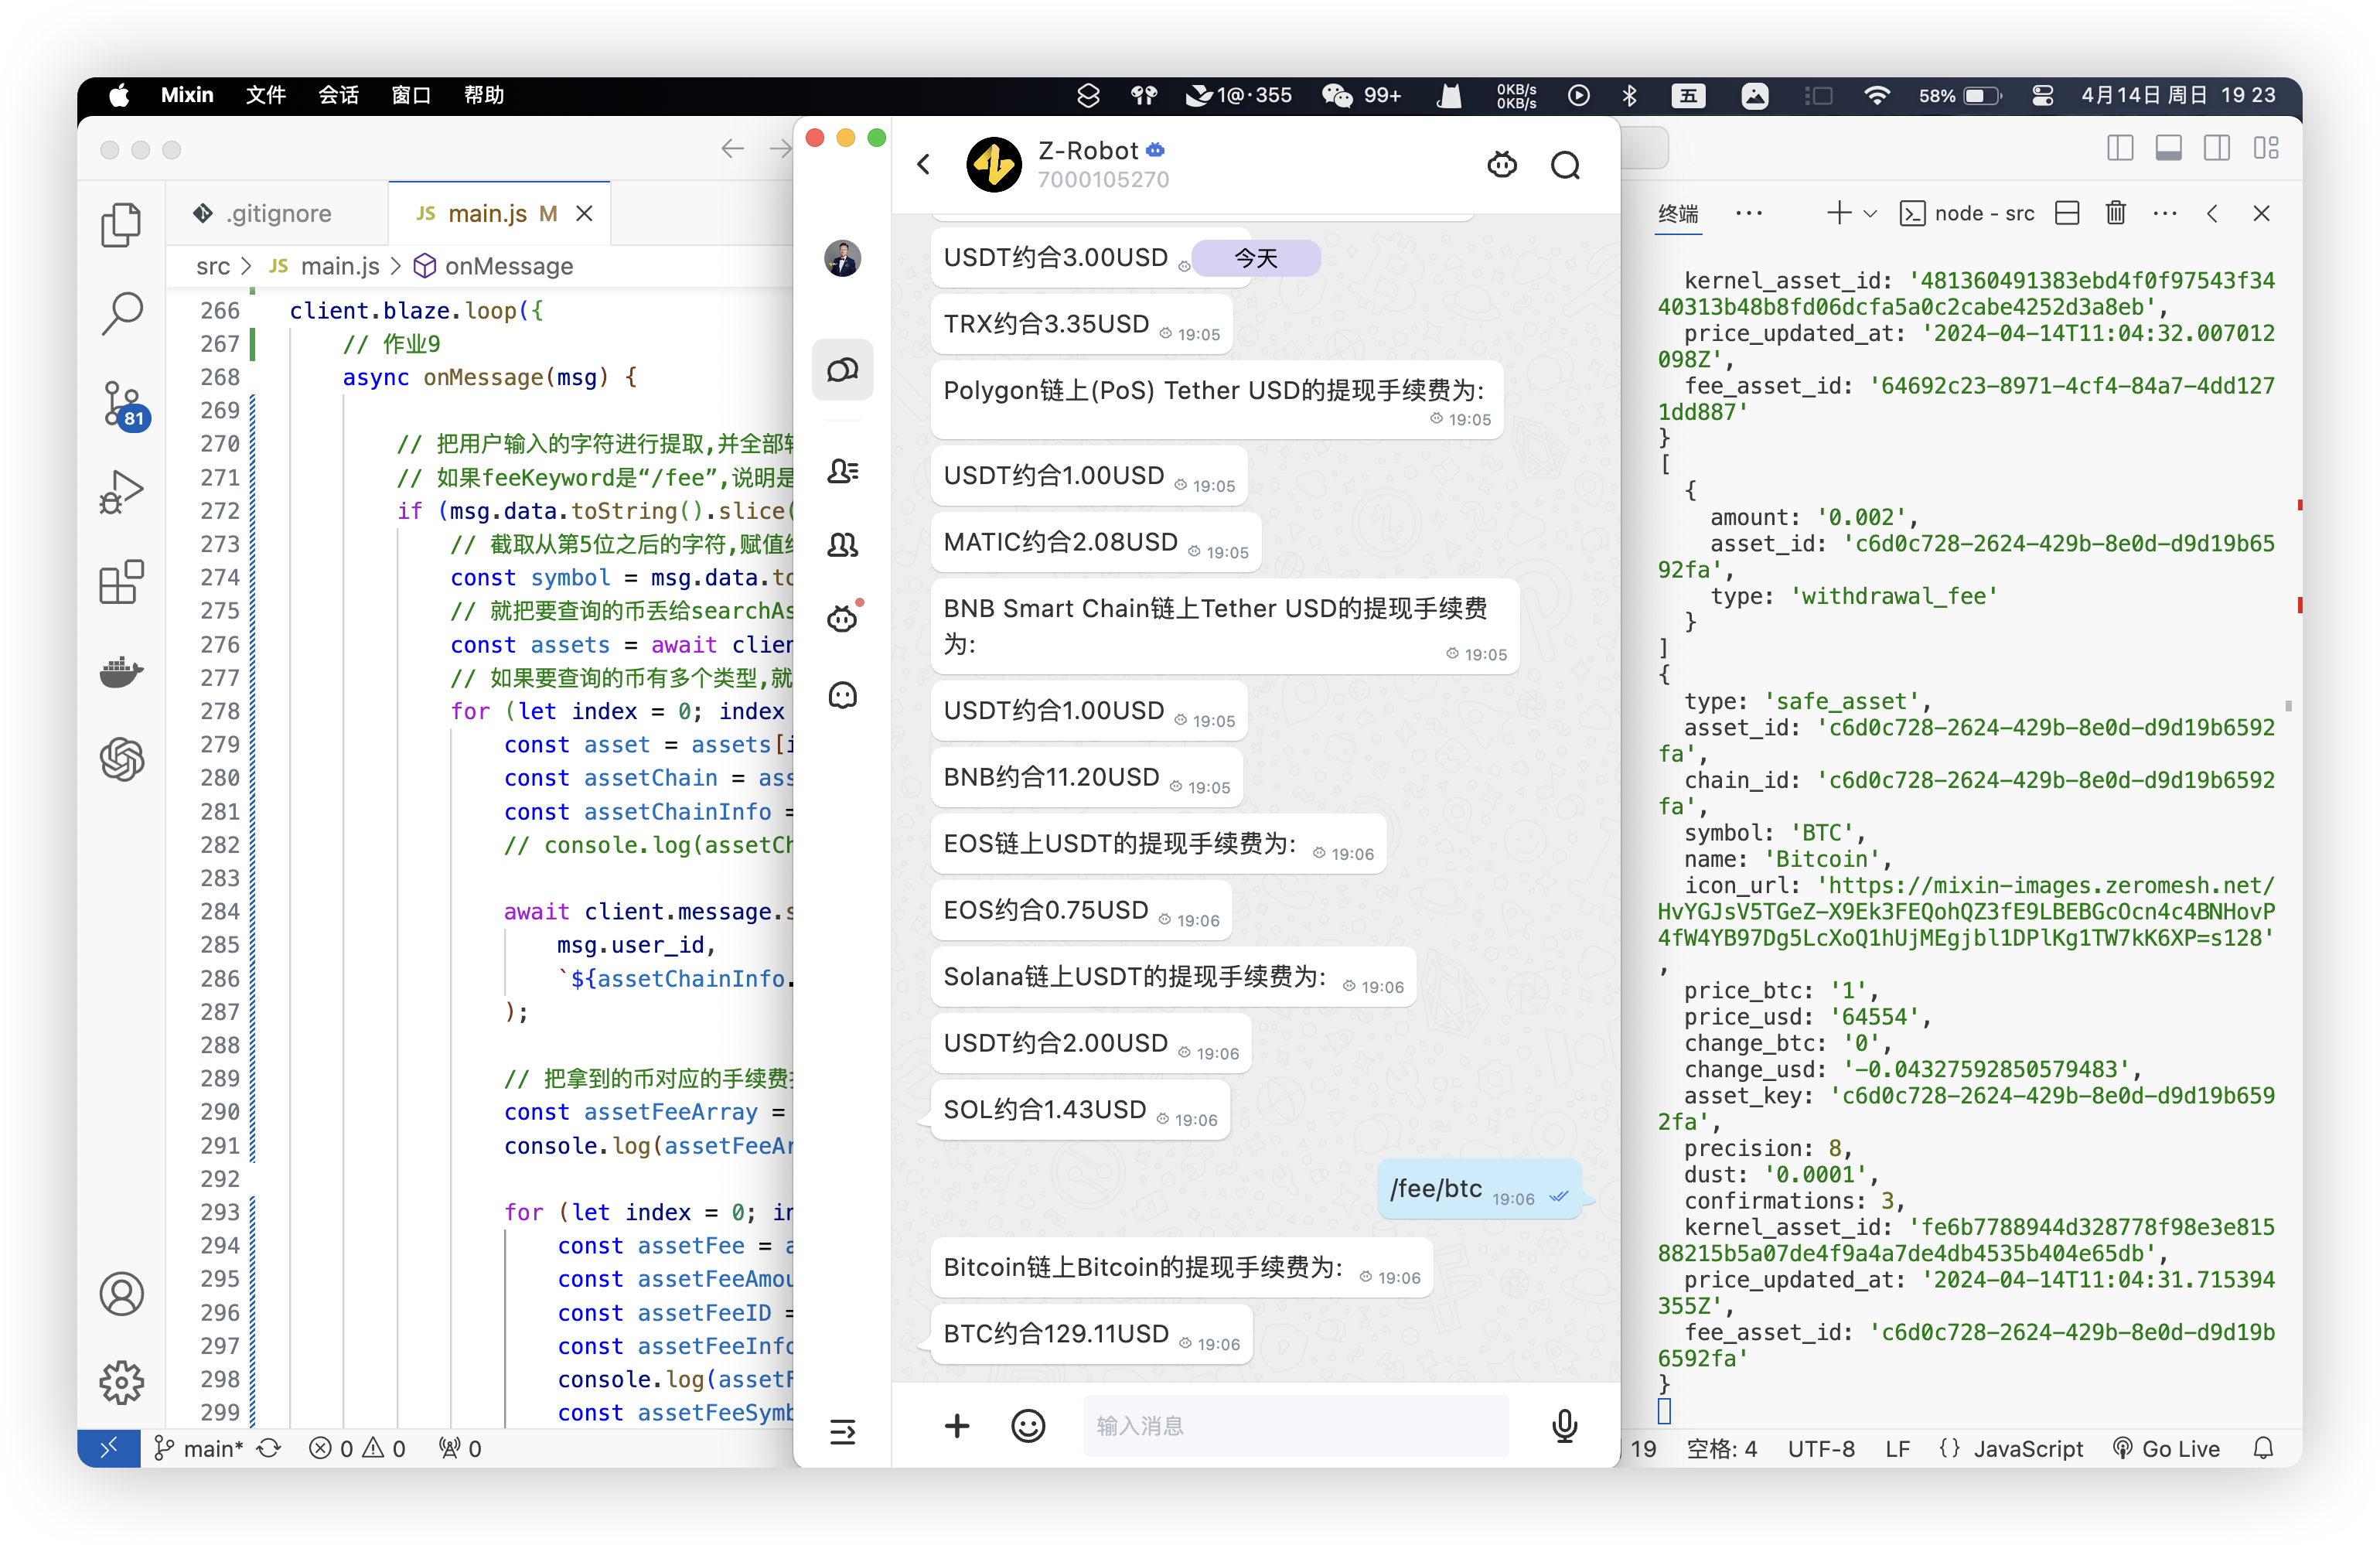 Mixin 文件 会话 窗口 帮助 1@·355 99+ 0KB/s 0KB/s 五 58% 4月14日 周日 19 23
.gitignore JS main.js M
src > JS main.js > onMessage
81
266 client.blaze.loop({
267 // 作业9
268 async onMessage(msg) {
269
270 // 把用户输入的字符进行提取,并全部
271 // 如果feeKeyword是“/fee”,说明是
272 if (msg.data.toString().slice(
273 // 截取从第5位之后的字符,赋值
274 const symbol = msg.data.to
275 // 就把要查询的币丢给searchAs
276 const assets = await clien
277 // 如果要查询的币有多个类型,就
278 for (let index = 0; index
279 const asset = assets[i
280 const assetChain = ass
281 const assetChainInfo =
282 // console.log(assetCh
283
284 await client.message.s
285 msg.user_id,
286 `${assetChainInfo.
287 );
288
289 // 把拿到的币对应的手续费
290 const assetFeeArray =
291 console.log(assetFeeAr
292
293 for (let index = 0; in
294 const assetFee = a
295 const assetFeeAmou
296 const assetFeeID =
297 const assetFeeInfo
298 console.log(assetF
299 const assetFeeSymb
main* 0 0 0
Z-Robot
7000105270
今天
USDT约合3.00USD
TRX约合3.35USD 19:05
Polygon链上(PoS) Tether USD的提现手续费为:
19:05
USDT约合1.00USD 19:05
MATIC约合2.08USD 19:05
BNB Smart Chain链上Tether USD的提现手续费
为: 19:05
USDT约合1.00USD 19:05
BNB约合11.20USD 19:05
EOS链上USDT的提现手续费为: 19:06
EOS约合0.75USD 19:06
Solana链上USDT的提现手续费为: 19:06
USDT约合2.00USD 19:06
SOL约合1.43USD 19:06
/fee/btc 19:06
Bitcoin链上Bitcoin的提现手续费为: 19:06
BTC约合129.11USD 19:06
输入消息
终端 node - src
kernel_asset_id: '481360491383ebd4f0f97543f34
40313b48b8fd06dcfa5a0c2cabe4252d3a8eb',
price_updated_at: '2024-04-14T11:04:32.007012
098Z',
fee_asset_id: '64692c23-8971-4cf4-84a7-4dd127
1dd887'
}
[
{
amount: '0.002',
asset_id: 'c6d0c728-2624-429b-8e0d-d9d19b65
92fa',
type: 'withdrawal_fee'
}
]
{
type: 'safe_asset',
asset_id: 'c6d0c728-2624-429b-8e0d-d9d19b6592
fa',
chain_id: 'c6d0c728-2624-429b-8e0d-d9d19b6592
fa',
symbol: 'BTC',
name: 'Bitcoin',
icon_url: 'https://mixin-images.zeromesh.net/
HvYGJsV5TGeZ-X9Ek3FEQohQZ3fE9LBEBGcOcn4c4BNHovP
4fW4YB97Dg5LcXoQ1hUjMEgjbl1DPlKg1TW7kK6XP=s128'
,
price_btc: '1',
price_usd: '64554',
change_btc: '0',
change_usd: '-0.04327592850579483',
asset_key: 'c6d0c728-2624-429b-8e0d-d9d19b659
2fa',
precision: 8,
dust: '0.0001',
confirmations: 3,
kernel_asset_id: 'fe6b7788944d328778f98e3e815
88215b5a07de4f9a4a7de4db4535b404e65db',
price_updated_at: '2024-04-14T11:04:31.715394
355Z',
fee_asset_id: 'c6d0c728-2624-429b-8e0d-d9d19b
6592fa'
}
19 空格: 4 UTF-8 LF {} JavaScript Go Live